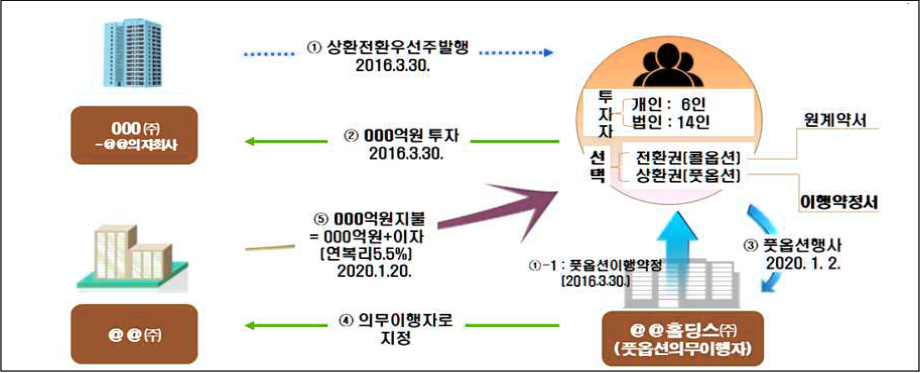 ① 상환전환우선주발행
2016.3.30.
000㈜
-@@의자회사
② 000억원 투자
2016.3.30.
투자자
개인 : 6인
법인 : 14인
선택
전환권(콜옵션)
상환권(풋옵션)
원계약서
이행약정서
⑤ 000억원지불
= 000억원+이자
(연복리5.5%)
2020.1.20.
①-1 : 풋옵션이행약정
(2016.3.30.)
③ 풋옵션행사
2020. 1. 2.
@@㈜
④ 의무이행자로
지정
@@홀딩스㈜
(풋옵션의무이행자)